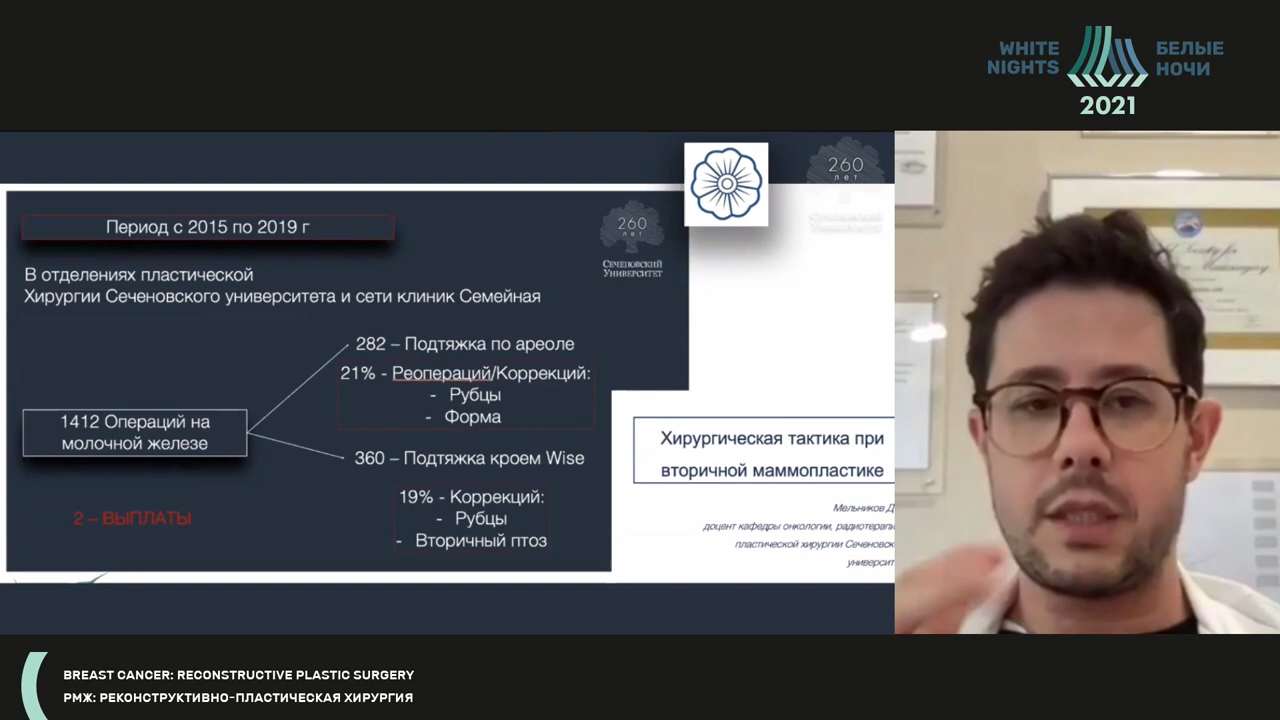 WHITE NIGHTS
БЕЛЫЕ НОЧИ
2021
260
лет
Период с 2015 по 2019 г
260
лет
СЕЧЕНОВСКИЙ
УНИВЕРСИТЕТ
В отделениях пластической
Хирургии Сеченовского университета и сети клиник Семейная
282 – Подтяжка по ареоле
21% - Реопераций/Коррекций:
- Рубцы
- Форма
1412 Операций на
молочной железе
360 – Подтяжка кроем Wise
19% - Коррекций:
- Рубцы
- Вторичный птоз
2 – ВЫПЛАТЫ
Хирургическая тактика при
вторичной маммопластике
Мельников Д
доцент кафедры онкологии, радиотерапи
пластической хирургии Сеченовск
университ
BREAST CANCER: RECONSTRUCTIVE PLASTIC SURGERY
РМЖ: РЕКОНСТРУКТИВНО-ПЛАСТИЧЕСКАЯ ХИРУРГИЯ